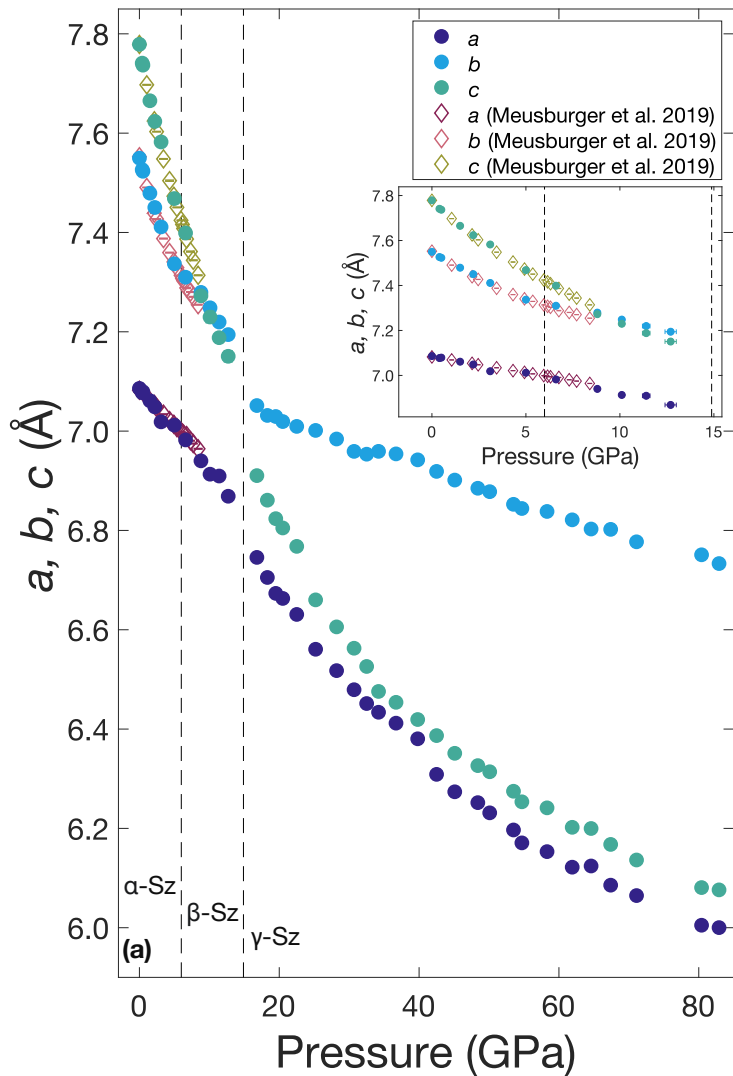 7.8
7.6
7.4
7.2
7.0
6.8
6.6
6.4
6.2
6.0
a, b, c (Å)
a
b
c
a (Meusburger et al. 2019)
b (Meusburger et al. 2019)
c (Meusburger et al. 2019)
7.8
7.6
7.4
7.2
7.0
a, b, c (Å)
0
5
10
15
Pressure (GPa)
α-Sz
β-Sz
γ-Sz
(a)
0
20
40
60
80
Pressure (GPa)